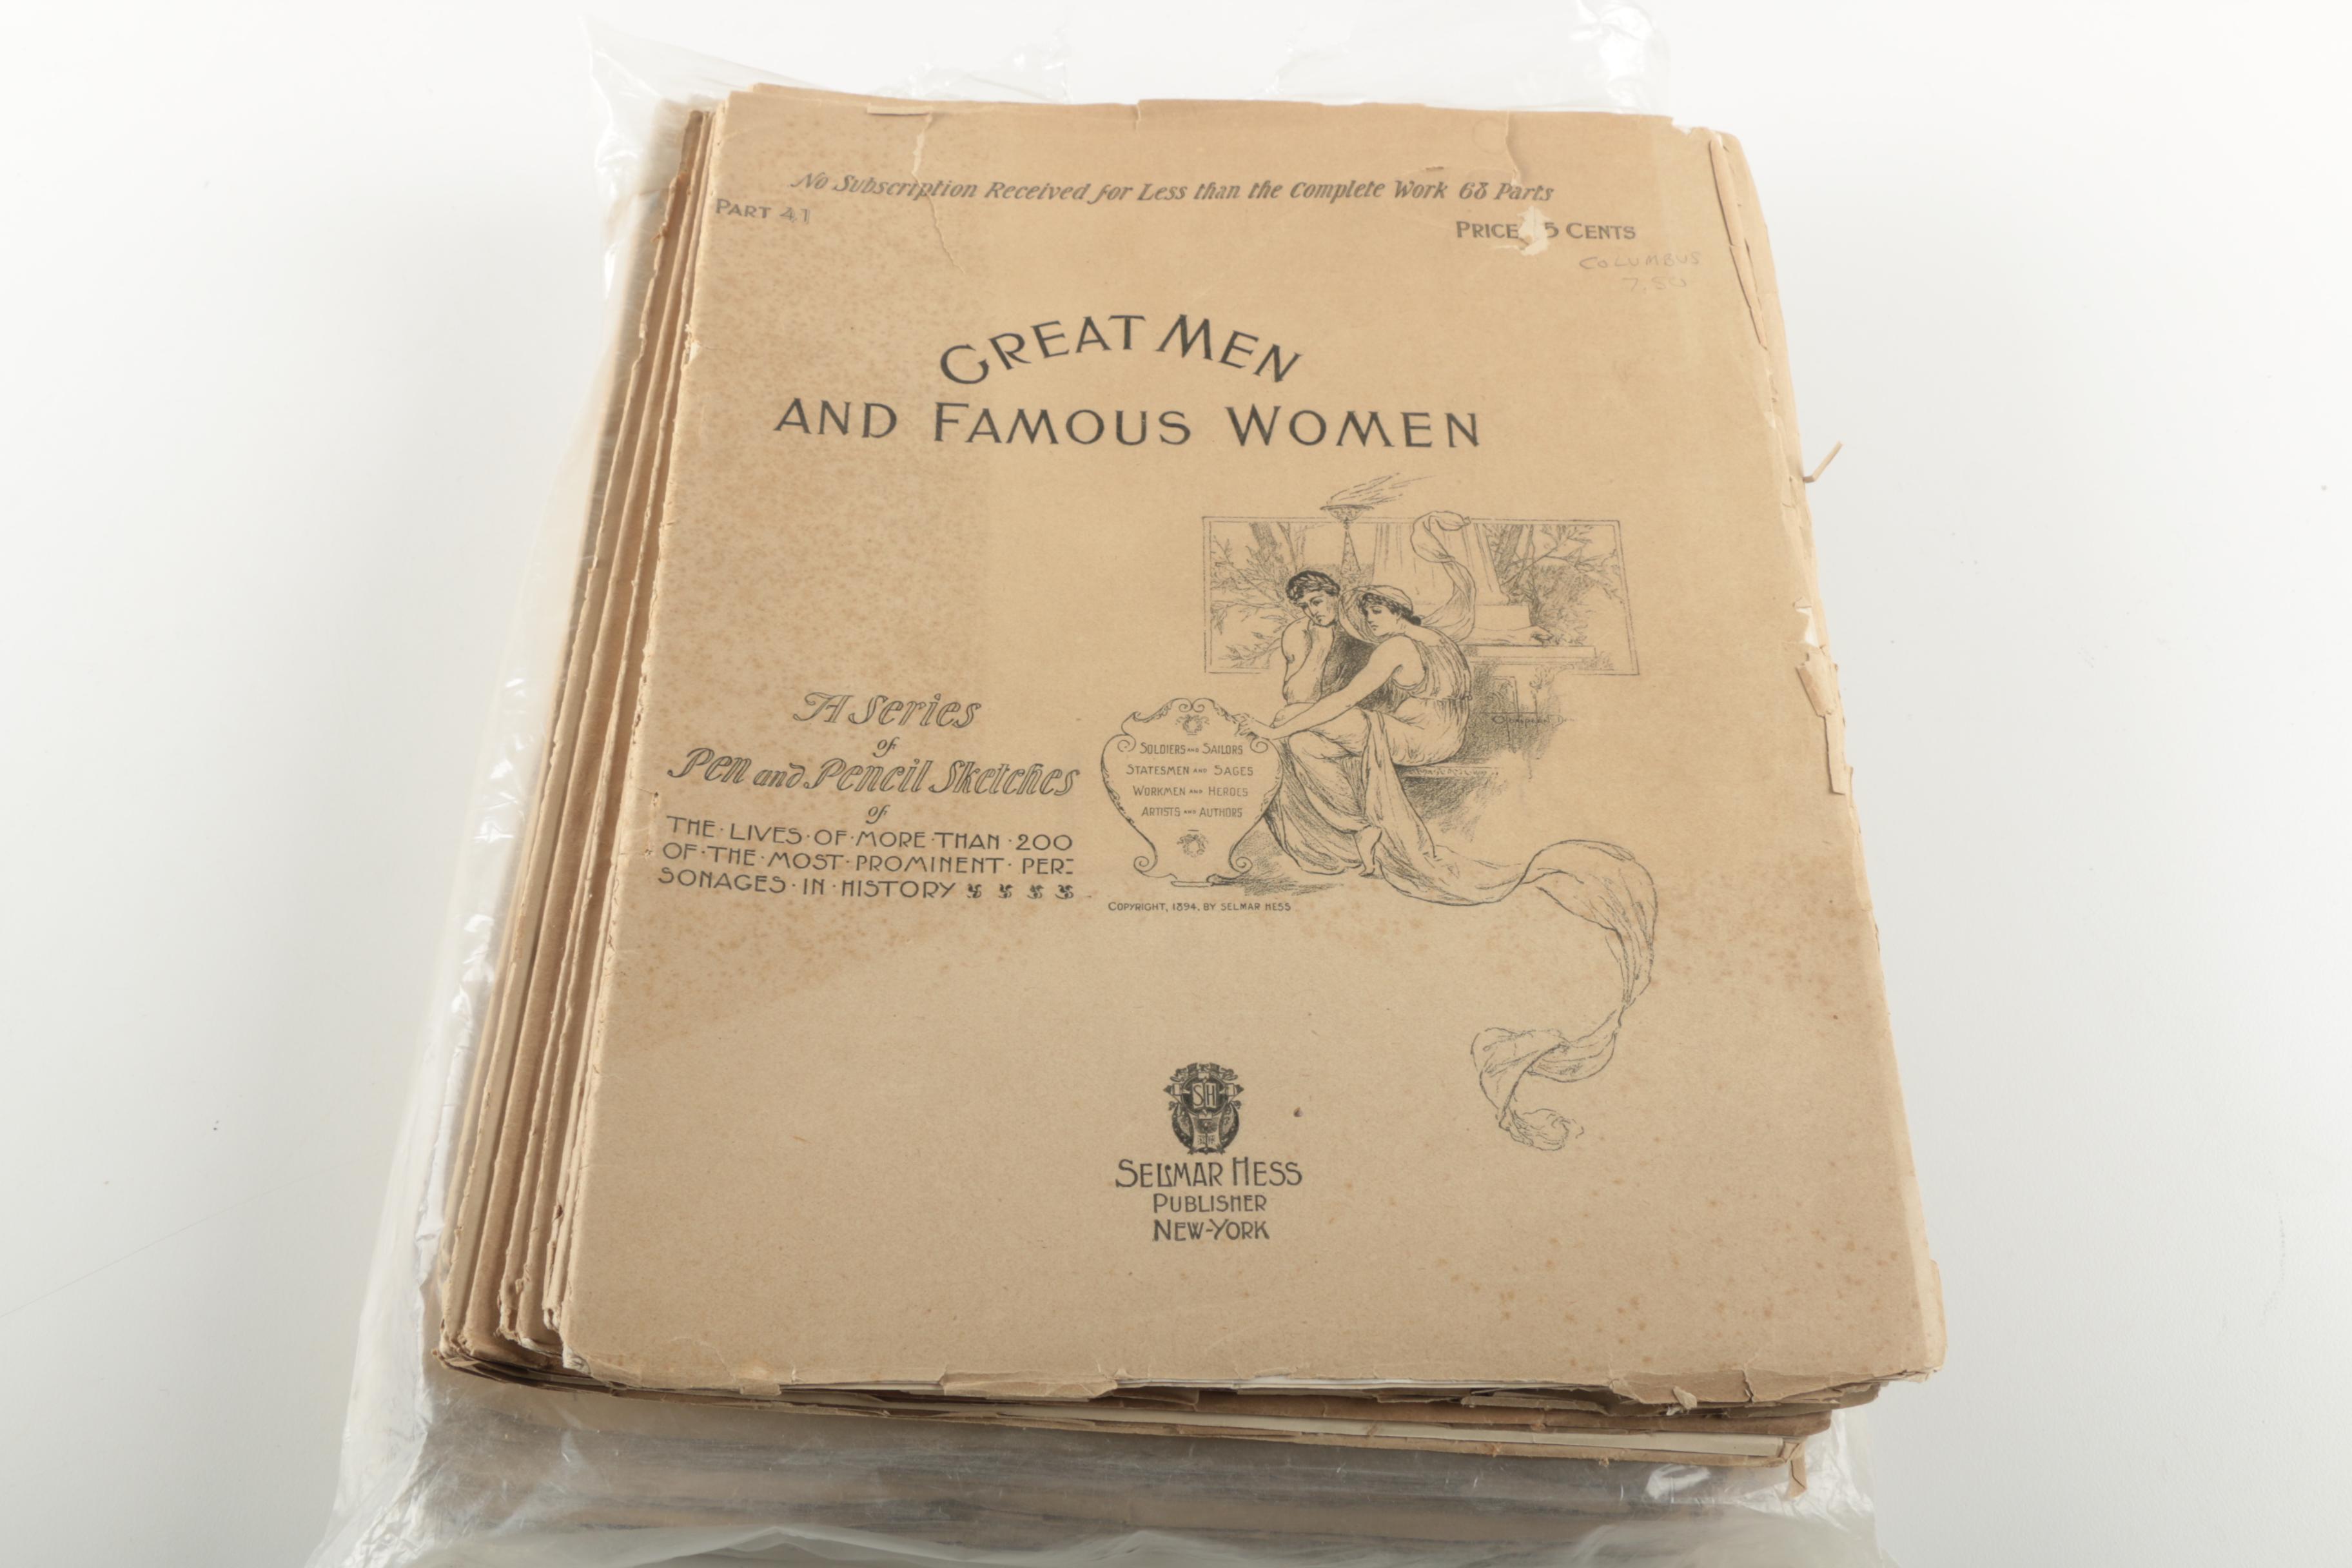 No Subscription Received for Less than the Complete Work 68 Parts
PART 41
PRICE 5 CENTS
COLUMBUS
7.50
GREAT MEN
AND FAMOUS WOMEN
A Series
of
Pen and Pencil Sketches
of
THE·LIVES·OF·MORE·THAN·200
OF·THE·MOST·PROMINENT·PER-
SONAGES·IN·HISTORY
SOLDIERS AND SAILORS
STATESMEN AND SAGES
WORKMEN AND HEROES
ARTISTS AND AUTHORS
COPYRIGHT, 1894, BY SELMAR HESS
SH
SELMAR HESS
PUBLISHER
NEW-YORK